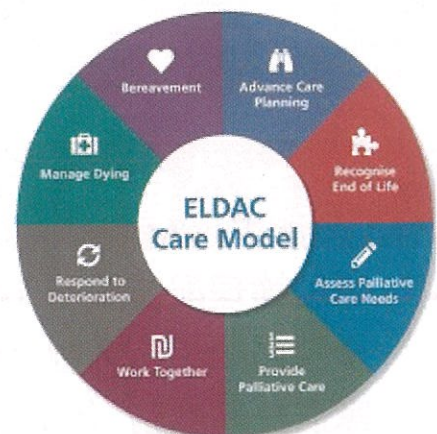 ELDAC
Care Model
Advance Care
Planning
Recognise
End of Life
Assess Palliative
Care Needs
Provide
Palliative Care
Work Together
Respond to
Deterioration
Manage Dying
Bereavement